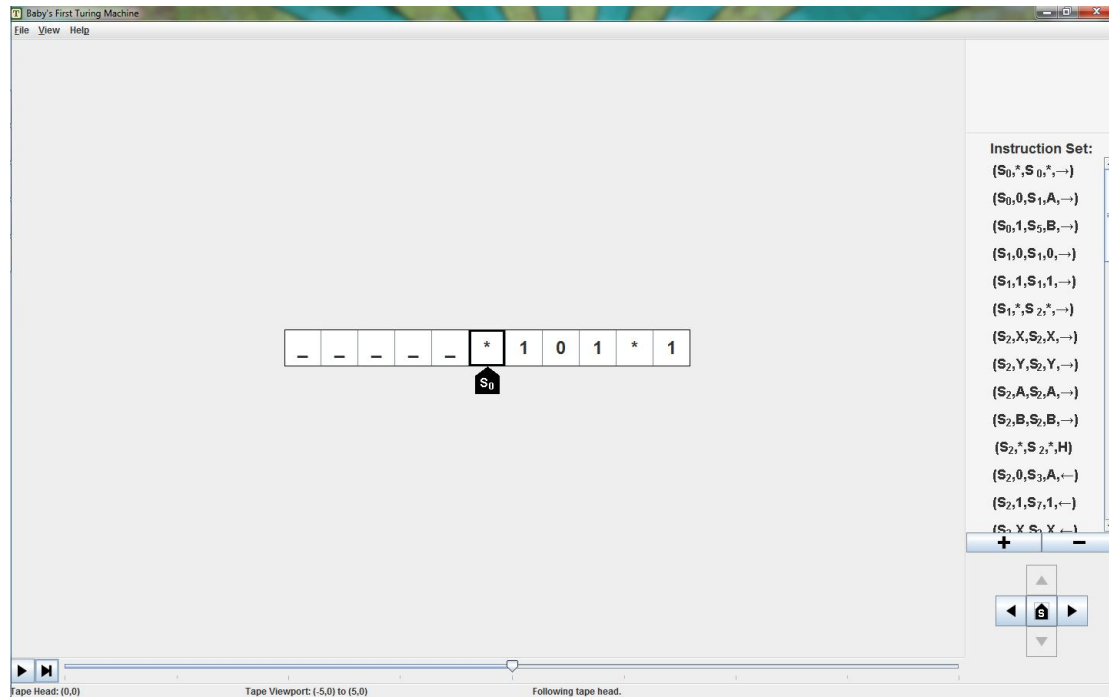 Baby's First Turing Machine
File View Help
Instruction Set:
(S₀,*,S₀,*,→)
(S₀,0,S₁,A,→)
(S₀,1,S₅,B,→)
(S₁,0,S₁,0,→)
(S₁,1,S₁,1,→)
(S₁,*,S₂,*,→)
(S₂,X,S₂,X,→)
(S₂,Y,S₂,Y,→)
(S₂,A,S₂,A,→)
(S₂,B,S₂,B,→)
(S₂,*,S₂,*,H)
(S₂,0,S₃,A,←)
(S₂,1,S₇,1,←)
_ _ _ _ _ * 1 0 1 * 1
S₀
+ −
S
Tape Head: (0,0) Tape Viewport: (-5,0) to (5,0) Following tape head.